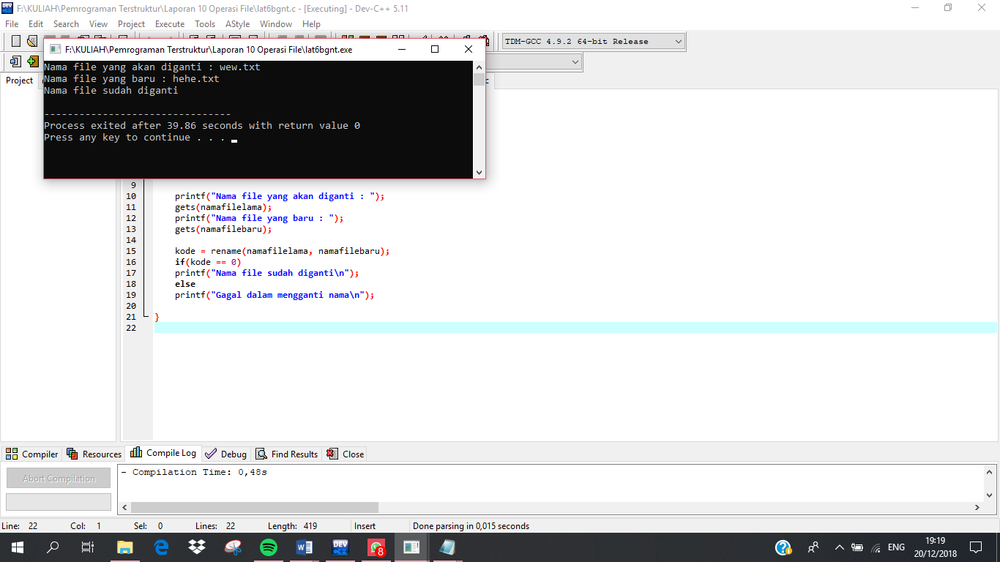 F:\KULIAH\Pemrograman Terstruktur\Laporan 10 Operasi File\lat6bgnt.c - [Executing] - Dev-C++ 5.11
File Edit Search View Project Execute Tools AStyle Window Help
TDM-GCC 4.9.2 64-bit Release
F:\KULIAH\Pemrograman Terstruktur\Laporan 10 Operasi File\lat6bgnt.exe
Nama file yang akan diganti : wew.txt
Nama file yang baru : hehe.txt
Nama file sudah diganti
--------------------------------
Process exited after 39.86 seconds with return value 0
Press any key to continue . . .
Project
9
10 printf("Nama file yang akan diganti : ");
11 gets(namafilelama);
12 printf("Nama file yang baru : ");
13 gets(namafilebaru);
14
15 kode = rename(namafilelama, namafilebaru);
16 if(kode == 0)
17 printf("Nama file sudah diganti\n");
18 else
19 printf("Gagal dalam mengganti nama\n");
20
21 }
22
Compiler Resources Compile Log Debug Find Results Close
Abort Compilation
- Compilation Time: 0,48s
Line: 22 Col: 1 Sel: 0 Lines: 22 Length: 419 Insert Done parsing in 0,015 seconds
DEV
8
ENG
19:19
20/12/2018